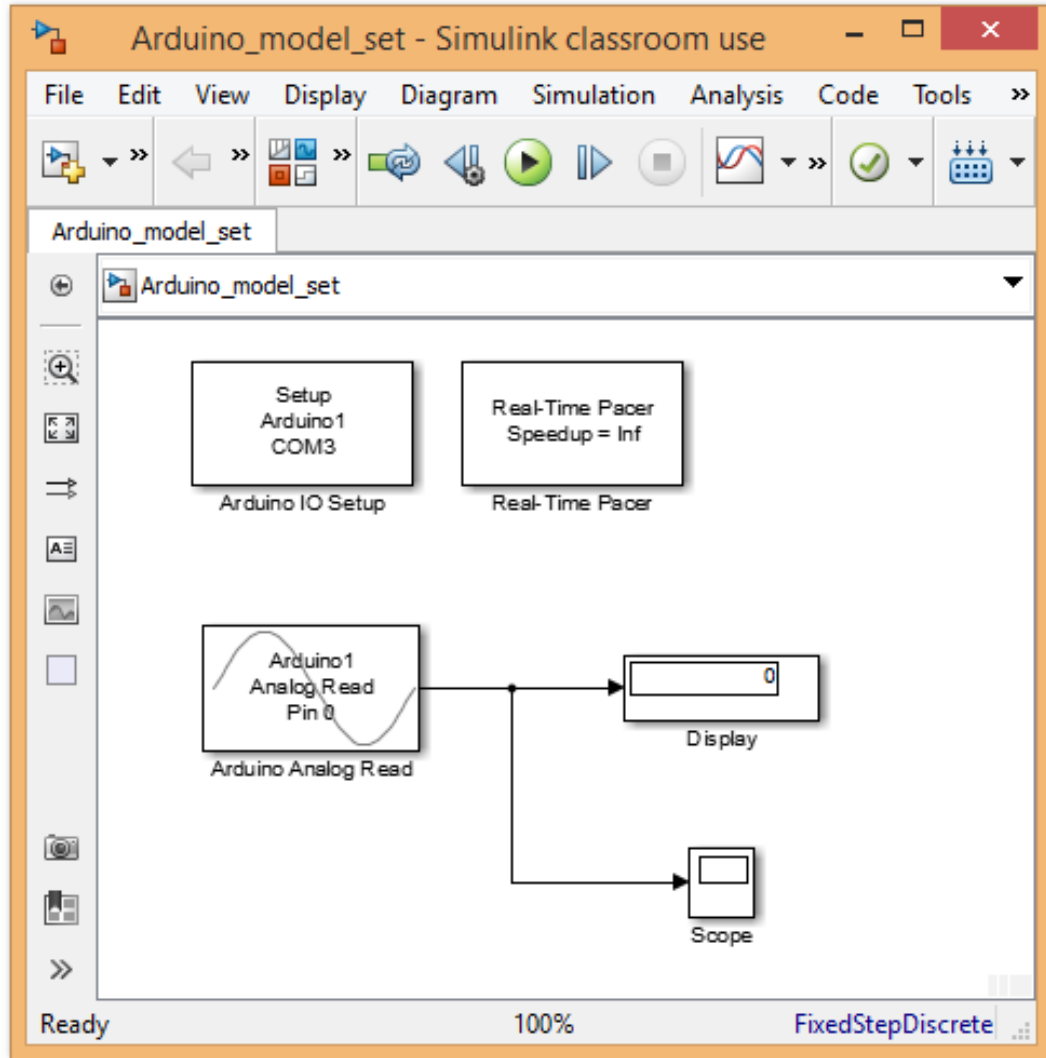 Arduino_model_set - Simulink classroom use
File Edit View Display Diagram Simulation Analysis Code Tools »
Arduino_model_set
Arduino_model_set
Setup
Arduino1
COM3
Arduino IO Setup
Real-Time Pacer
Speedup = Inf
Real-Time Pacer
Arduino1
Analog Read
Pin 0
Arduino Analog Read
0
Display
Scope
Ready 100% FixedStepDiscrete